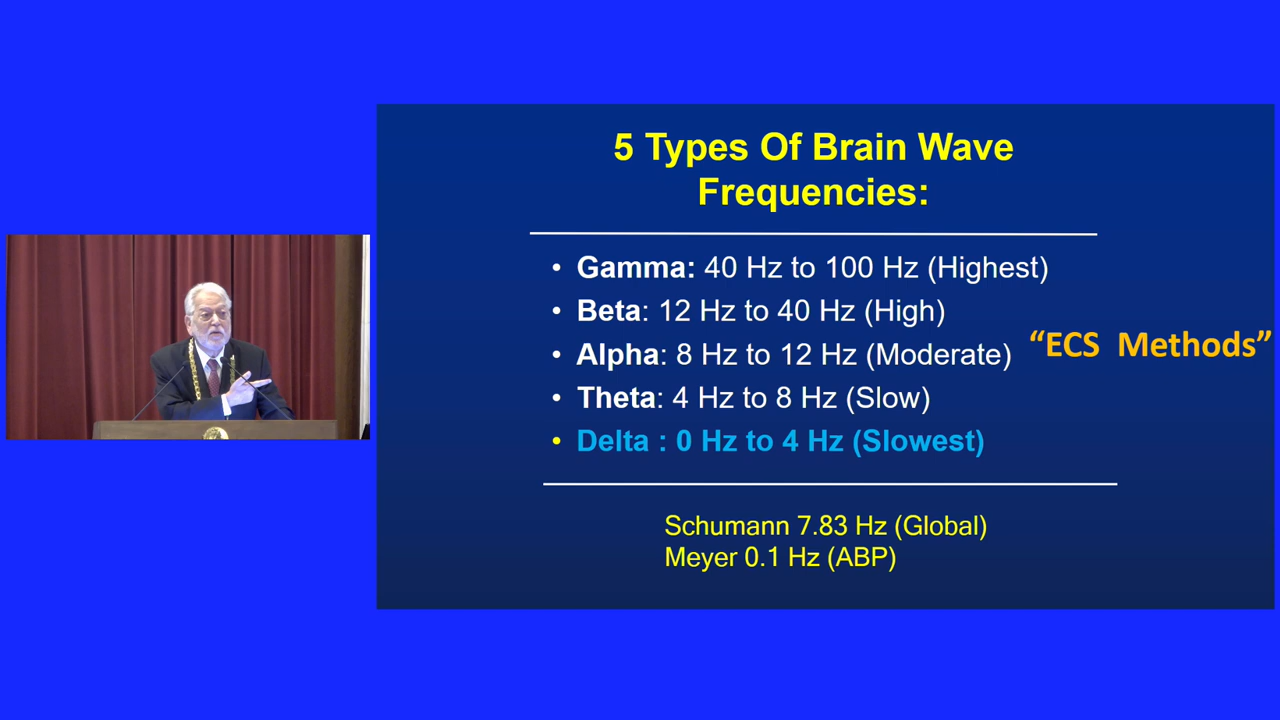 5 Types Of Brain Wave
Frequencies:
• Gamma: 40 Hz to 100 Hz (Highest)
• Beta: 12 Hz to 40 Hz (High)
• Alpha: 8 Hz to 12 Hz (Moderate)
“ECS Methods”
• Theta: 4 Hz to 8 Hz (Slow)
• Delta : 0 Hz to 4 Hz (Slowest)
Schumann 7.83 Hz (Global)
Meyer 0.1 Hz (ABP)